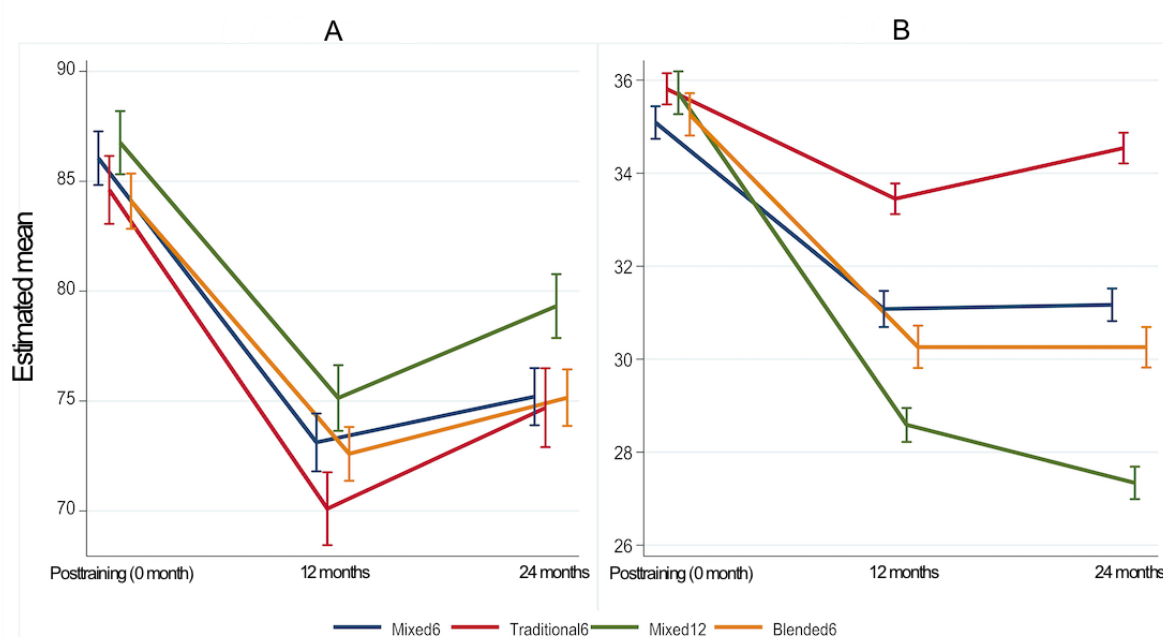 A
B
Estimated mean
90
85
80
75
70
Posttraining (0 month)
12 months
24 months
36
34
32
30
28
26
Posttraining (0 month)
12 months
24 months
Mixed6
Traditional6
Mixed12
Blended6